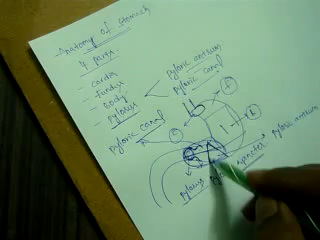 Anatomy of Stomach
4 parts.
- Cardia
- fundus
- Body
- Pylorus
Pyloric antrum
Pyloric canal
Pyloric canal
Pyloric antrum
Pyloric sphincter